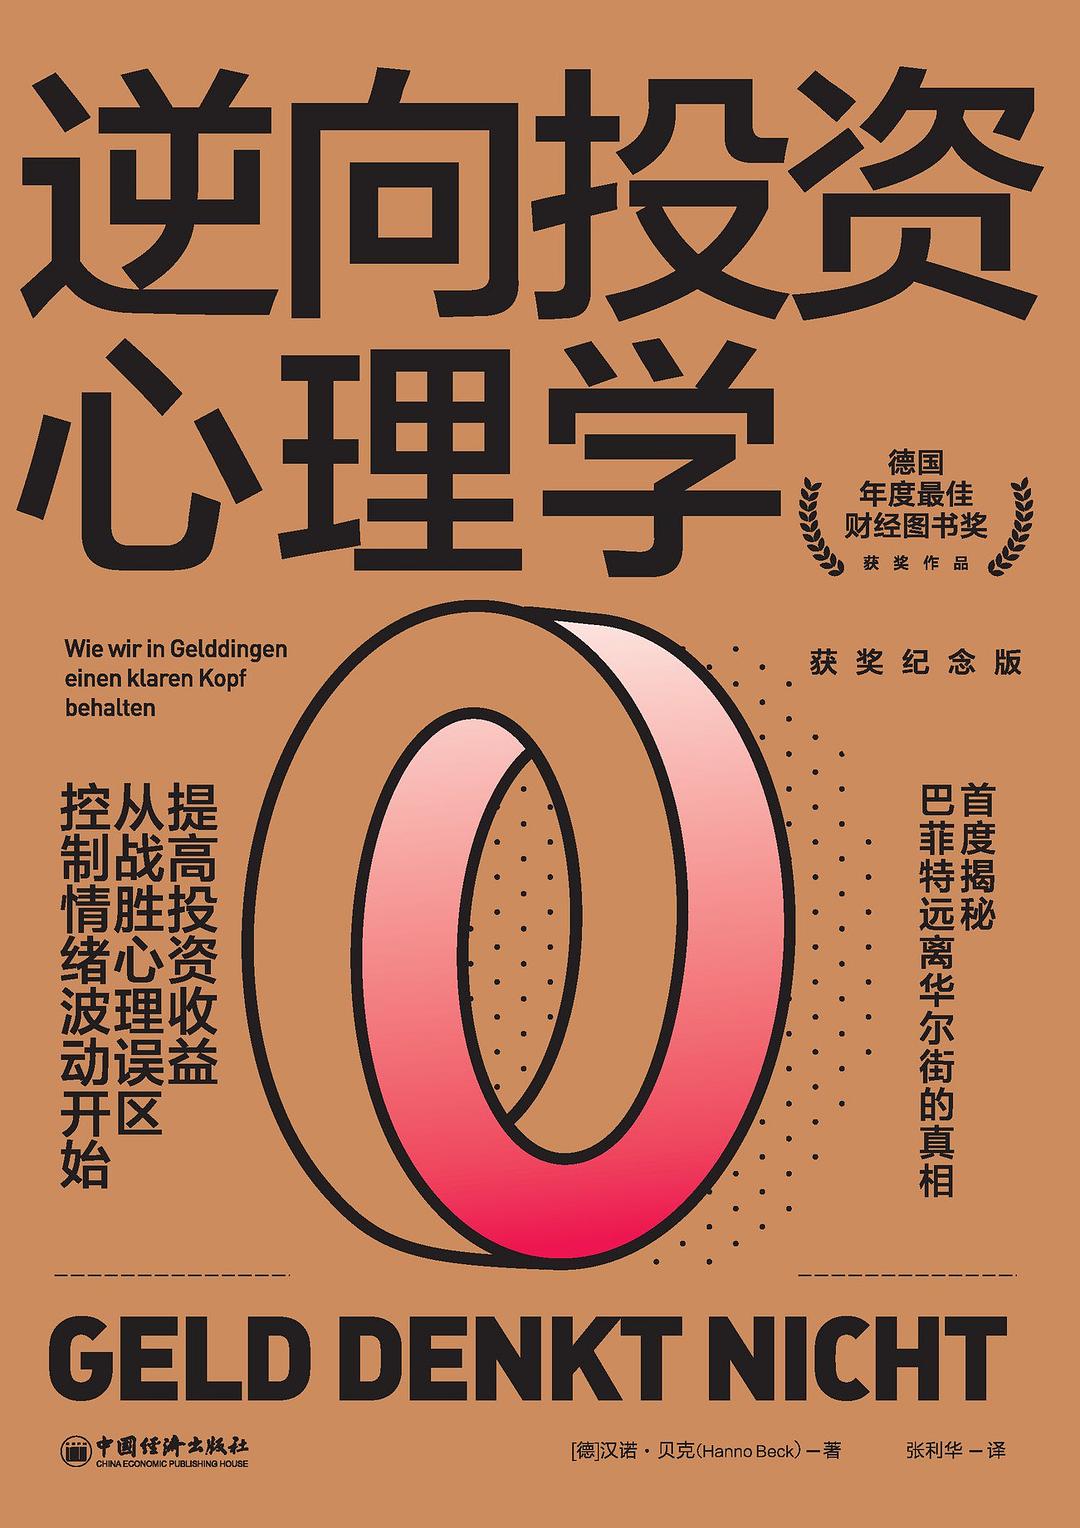 逆向投资
心理学
德国
年度最佳
财经图书奖
获奖作品
获奖纪念版
Wie wir in Gelddingen
einen klaren Kopf
behalten
提高投资收益
从战胜心理误区
控制情绪波动开始
首度揭秘
巴菲特远离华尔街的真相
GELD DENKT NICHT
中国经济出版社
CHINA ECONOMIC PUBLISHING HOUSE
[德]汉诺·贝克(Hanno Beck)—著
张利华—译